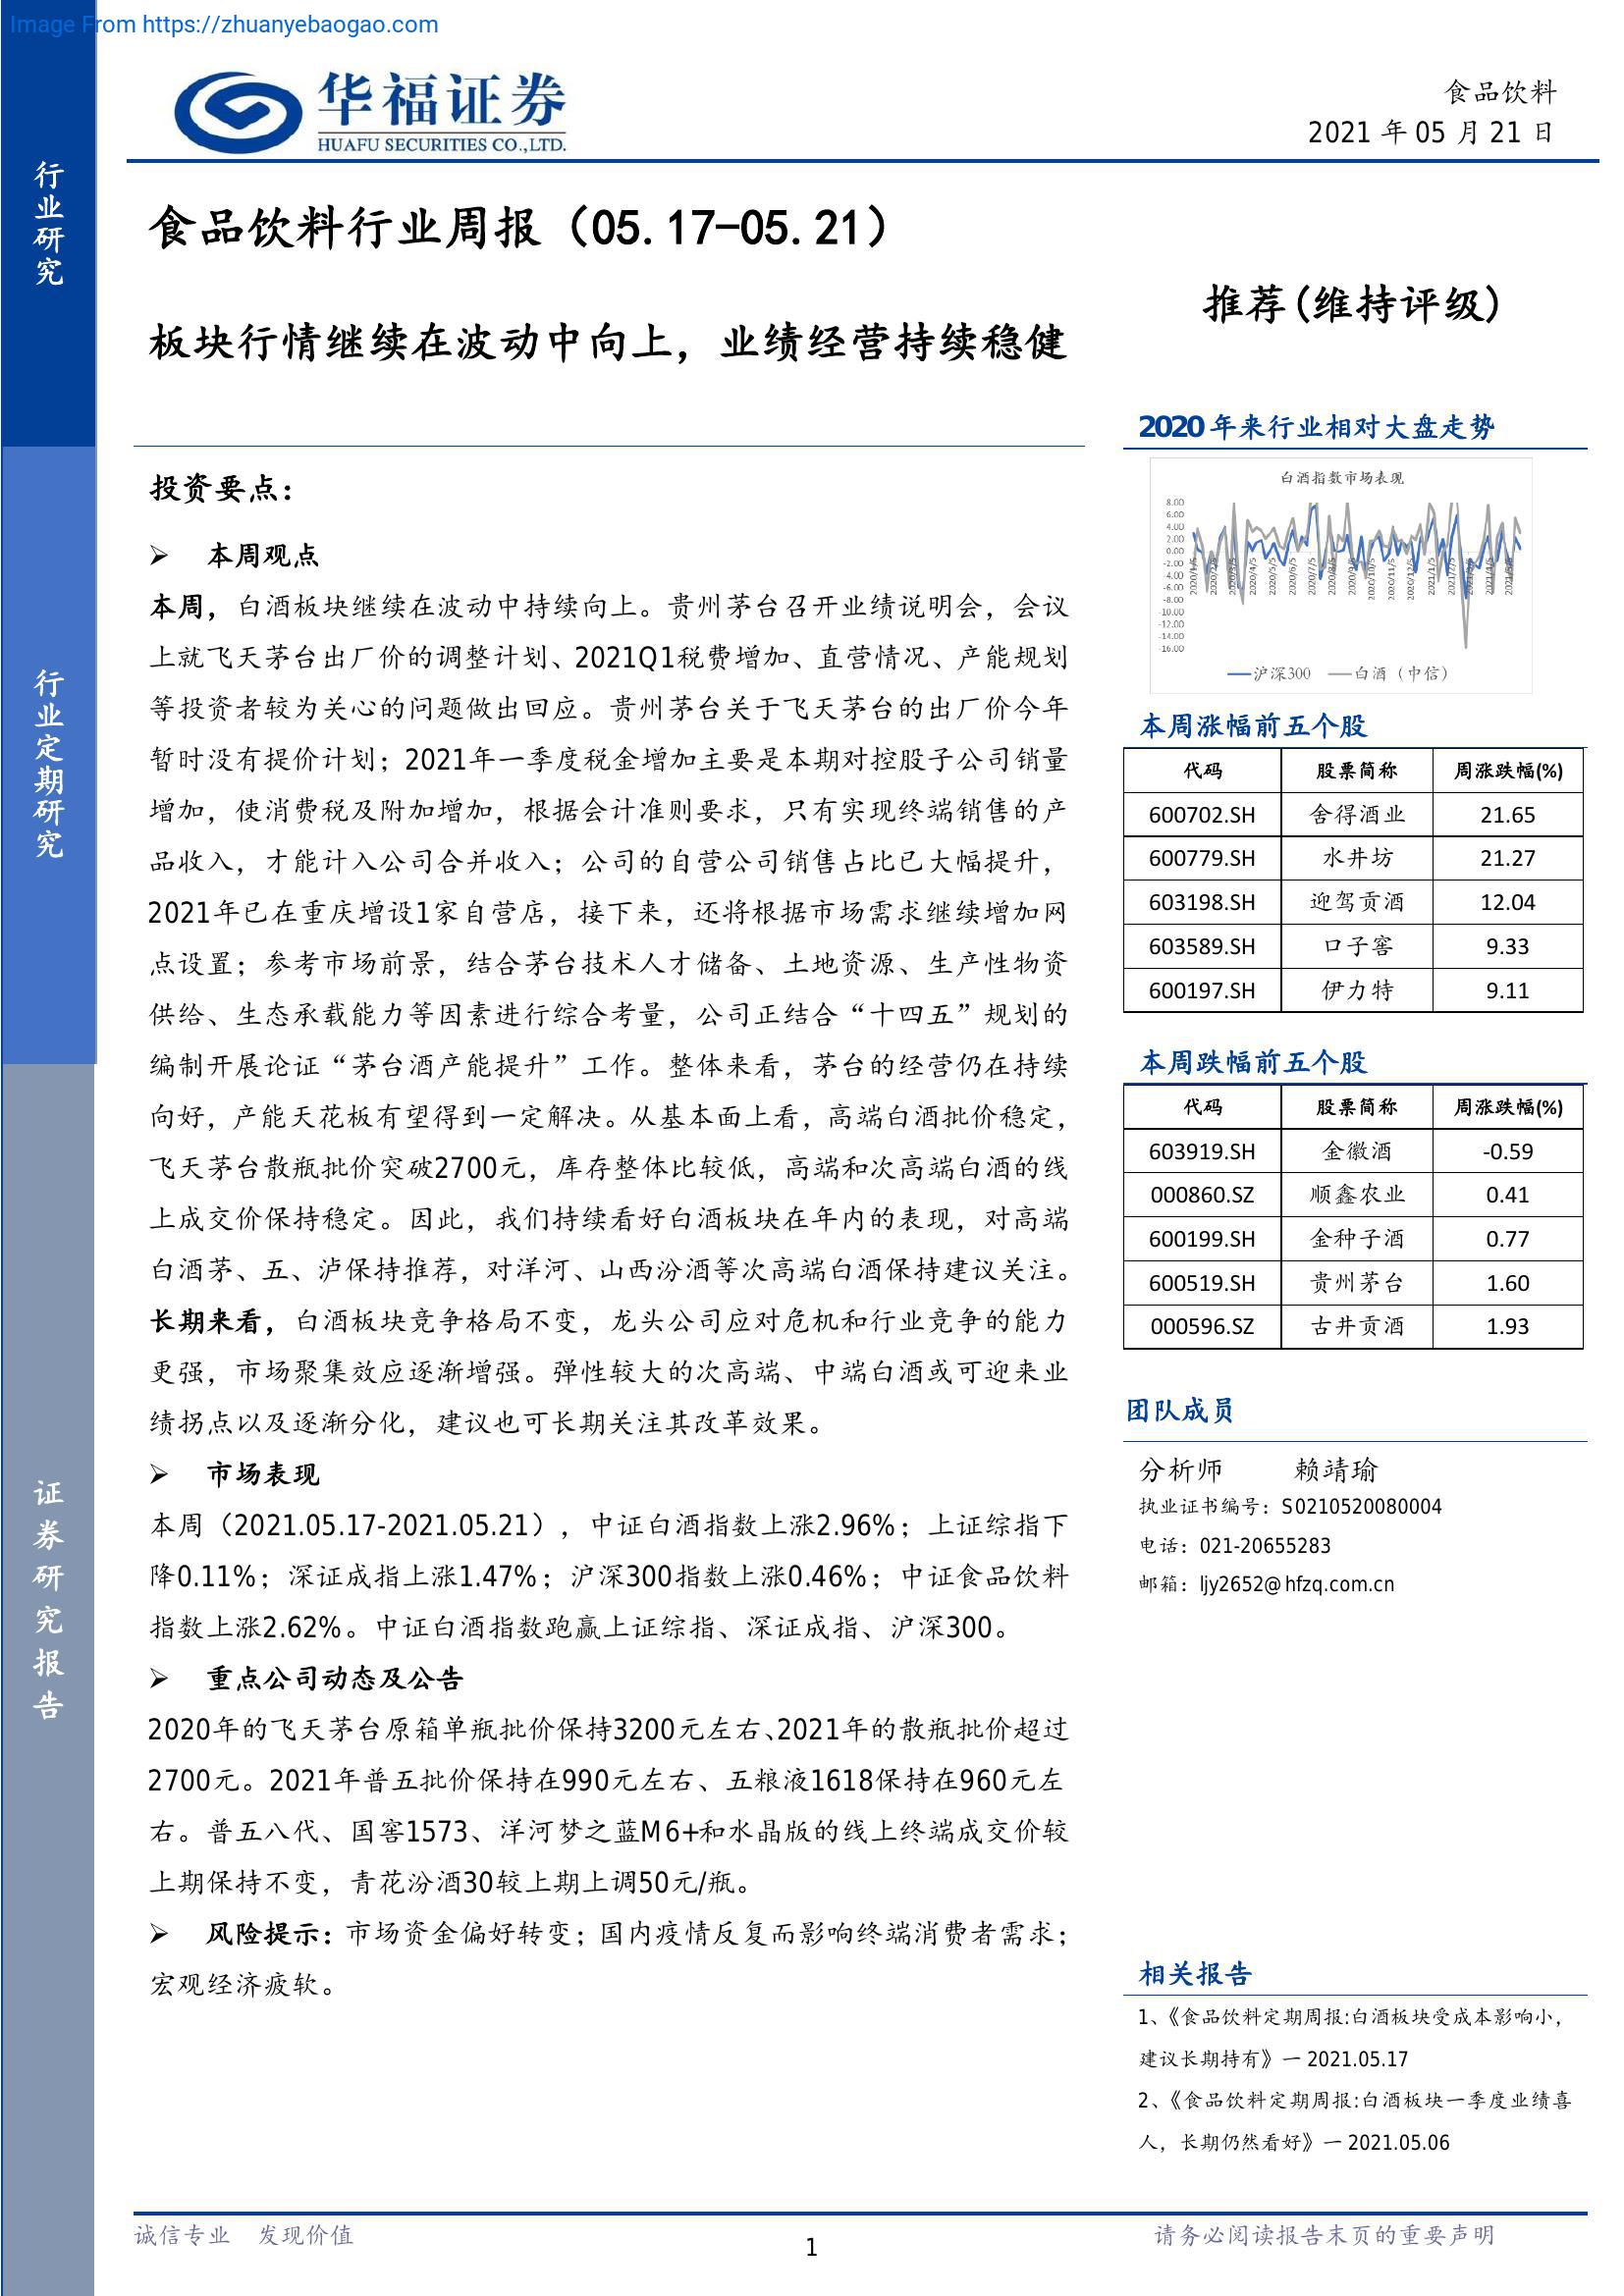 Image From https://zhuanyebaogao.com
华福证券
HUAFU SECURITIES CO.,LTD.
食品饮料
2021 年 05 月 21 日
行业研究
行业定期研究
证券研究报告
食品饮料行业周报（05.17-05.21）
板块行情继续在波动中向上，业绩经营持续稳健
推荐(维持评级)
投资要点：
➢ 本周观点
本周，白酒板块继续在波动中持续向上。贵州茅台召开业绩说明会，会议
上就飞天茅台出厂价的调整计划、2021Q1税费增加、直营情况、产能规划
等投资者较为关心的问题做出回应。贵州茅台关于飞天茅台的出厂价今年
暂时没有提价计划；2021年一季度税金增加主要是本期对控股子公司销量
增加，使消费税及附加增加，根据会计准则要求，只有实现终端销售的产
品收入，才能计入公司合并收入；公司的自营公司销售占比已大幅提升，
2021年已在重庆增设1家自营店，接下来，还将根据市场需求继续增加网
点设置；参考市场前景，结合茅台技术人才储备、土地资源、生产性物资
供给、生态承载能力等因素进行综合考量，公司正结合“十四五”规划的
编制开展论证“茅台酒产能提升”工作。整体来看，茅台的经营仍在持续
向好，产能天花板有望得到一定解决。从基本面上看，高端白酒批价稳定，
飞天茅台散瓶批价突破2700元，库存整体比较低，高端和次高端白酒的线
上成交价保持稳定。因此，我们持续看好白酒板块在年内的表现，对高端
白酒茅、五、泸保持推荐，对洋河、山西汾酒等次高端白酒保持建议关注。
长期来看，白酒板块竞争格局不变，龙头公司应对危机和行业竞争的能力
更强，市场聚集效应逐渐增强。弹性较大的次高端、中端白酒或可迎来业
绩拐点以及逐渐分化，建议也可长期关注其改革效果。
➢ 市场表现
本周（2021.05.17-2021.05.21），中证白酒指数上涨2.96%；上证综指下
降0.11%；深证成指上涨1.47%；沪深300指数上涨0.46%；中证食品饮料
指数上涨2.62%。中证白酒指数跑赢上证综指、深证成指、沪深300。
➢ 重点公司动态及公告
2020年的飞天茅台原箱单瓶批价保持3200元左右、2021年的散瓶批价超过
2700元。2021年普五批价保持在990元左右、五粮液1618保持在960元左
右。普五八代、国窖1573、洋河梦之蓝M6+和水晶版的线上终端成交价较
上期保持不变，青花汾酒30较上期上调50元/瓶。
➢ 风险提示：市场资金偏好转变；国内疫情反复而影响终端消费者需求；
宏观经济疲软。
2020 年来行业相对大盘走势
白酒指数市场表现
8.00
6.00
4.00
2.00
0.00
-2.00
-4.00
-6.00
-8.00
-10.00
-12.00
-14.00
-16.00
2020/4/5
2020/5/5
2020/6/5
2020/7/5
2020/10/5
2020/11/5
2020/12/5
2021/1/5
沪深300 白酒（中信）
本周涨幅前五个股
代码 股票简称 周涨跌幅(%)
600702.SH 舍得酒业 21.65
600779.SH 水井坊 21.27
603198.SH 迎驾贡酒 12.04
603589.SH 口子窖 9.33
600197.SH 伊力特 9.11
本周跌幅前五个股
代码 股票简称 周涨跌幅(%)
603919.SH 金徽酒 -0.59
000860.SZ 顺鑫农业 0.41
600199.SH 金种子酒 0.77
600519.SH 贵州茅台 1.60
000596.SZ 古井贡酒 1.93
团队成员
分析师 赖靖瑜
执业证书编号：S0210520080004
电话：021-20655283
邮箱：ljy2652@hfzq.com.cn
相关报告
1、《食品饮料定期周报:白酒板块受成本影响小，
建议长期持有》一 2021.05.17
2、《食品饮料定期周报:白酒板块一季度业绩喜
人，长期仍然看好》一 2021.05.06
诚信专业 发现价值
1
请务必阅读报告末页的重要声明